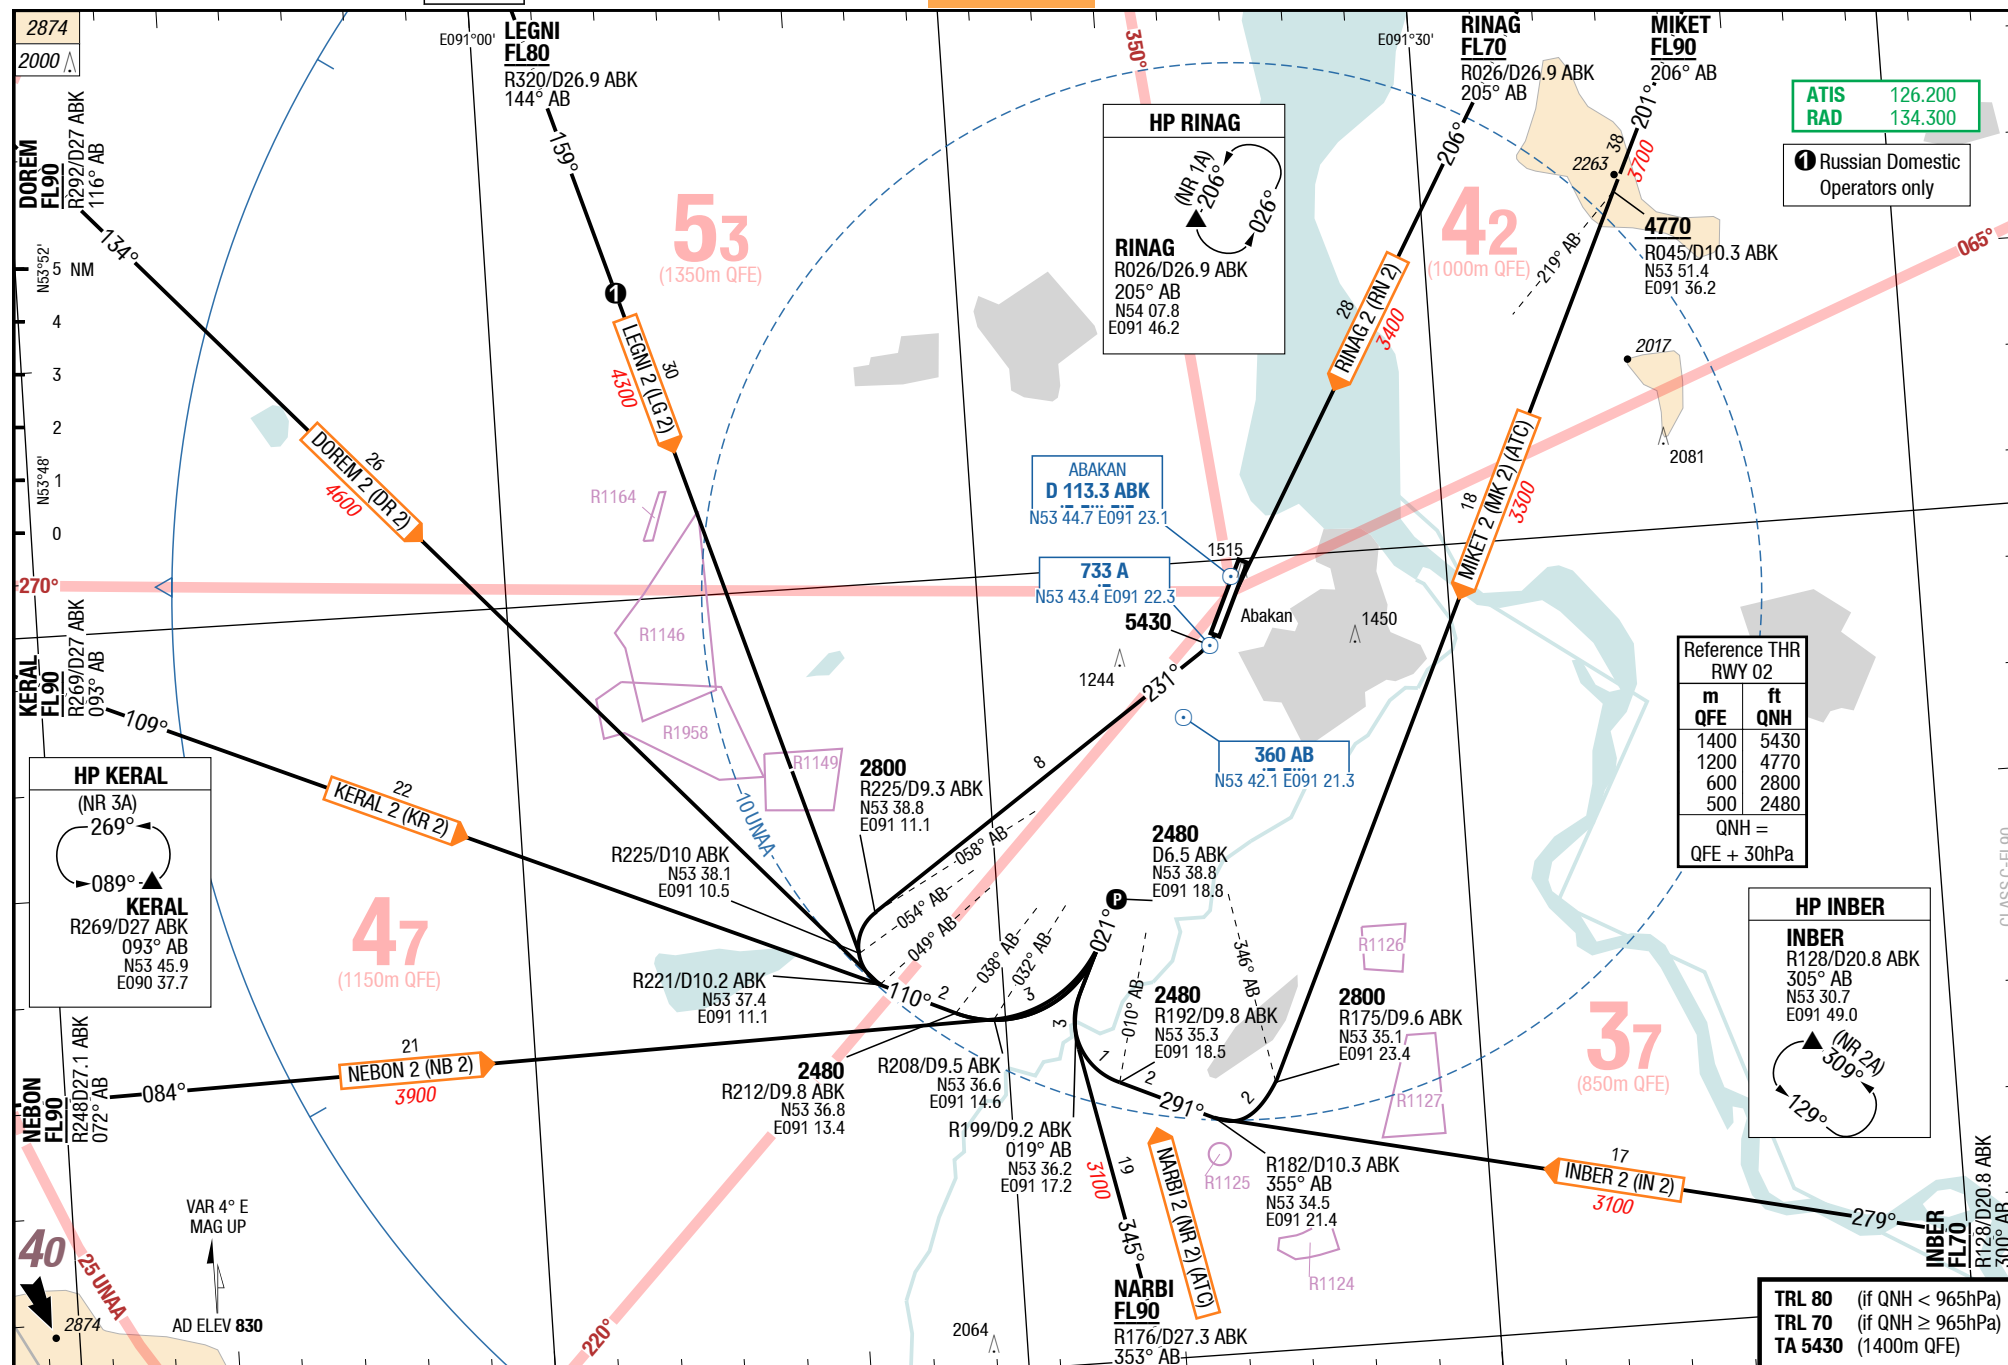 2874
2000
E091°00'
LEGNI
FL80
R320/D26.9 ABK
144° AB
159°
350°
E091°30'
RINAG
FL70
R026/D26.9 ABK
205° AB
206°
MIKET
FL90
206° AB
201°
38
3700
2263
ATIS 126.200
RAD 134.300
1 Russian Domestic
Operators only
DOREM
FL90
R292/D27 ABK
116° AB
134°
HP RINAG
(NR 1A)
206°
026°
RINAG
R026/D26.9 ABK
205° AB
N54 07.8
E091 46.2
53
(1350m QFE)
42
(1000m QFE)
4770
R045/D10.3 ABK
N53 51.4
E091 36.2
219° AB
065°
N53°52'
5 NM
4
3
2
1
0
N53°48'
1
LEGNI 2 (LG 2)
30
4300
28
RINAG 2 (RN 2)
3400
2017
2081
DOREM 2 (DR 2)
26
4600
18
MIKET 2 (MK 2) (ATC)
3300
R1164
ABAKAN
D 113.3 ABK
N53 44.7 E091 23.1
1515
733 A
N53 43.4 E091 22.3
5430
Abakan
1450
270°
R1146
1244
231°
KERAL
FL90
R269/D27 ABK
093° AB
109°
R1958
R1149
360 AB
N53 42.1 E091 21.3
Reference THR
RWY 02
m ft
QFE QNH
1400 5430
1200 4770
600 2800
500 2480
QNH =
QFE + 30hPa
HP KERAL
(NR 3A)
269°
089°
KERAL
R269/D27 ABK
093° AB
N53 45.9
E090 37.7
22
KERAL 2 (KR 2)
10 UNAA
8
2800
R225/D9.3 ABK
N53 38.8
E091 11.1
R225/D10 ABK
N53 38.1
E091 10.5
058° AB
054° AB
049° AB
038° AB
032° AB
2480
D6.5 ABK
N53 38.8
E091 18.8
P
021°
CLASS C: FL90
47
(1150m QFE)
R221/D10.2 ABK
N53 37.4
E091 11.1
110°
2
3
3
1
2
2
010° AB
346° AB
2480
R192/D9.8 ABK
N53 35.3
E091 18.5
R1126
2800
R175/D9.6 ABK
N53 35.1
E091 23.4
R1127
37
(850m QFE)
HP INBER
INBER
R128/D20.8 ABK
305° AB
N53 30.7
E091 49.0
(NR 2A)
309°
129°
NEBON
FL90
R248D27.1 ABK
072° AB
084°
21
NEBON 2 (NB 2)
3900
2480
R212/D9.8 ABK
N53 36.8
E091 13.4
R208/D9.5 ABK
N53 36.6
E091 14.6
R199/D9.2 ABK
019° AB
N53 36.2
E091 17.2
291°
R182/D10.3 ABK
355° AB
N53 34.5
E091 21.4
R1125
R1124
17
INBER 2 (IN 2)
3100
279°
INBER
FL70
R128/D20.8 ABK
300° AB
19
3100
NARBI 2 (NR 2) (ATC)
345°
NARBI
FL90
R176/D27.3 ABK
353° AB
VAR 4° E
MAG UP
AD ELEV 830
40
2874
25 UNAA
220°
2064
TRL 80 (if QNH < 965hPa)
TRL 70 (if QNH ≥ 965hPa)
TA 5430 (1400m QFE)